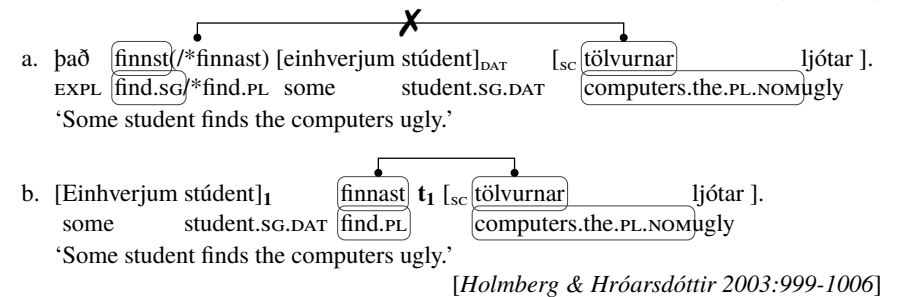 ✗
a. það finnst(/*finnast) [einhverjum stúdent]DAT [SC tölvurnar ljótar ].
EXPL find.SG/*find.PL some student.SG.DAT computers.the.PL.NOM ugly
‘Some student finds the computers ugly.’
b. [Einhverjum stúdent]1 finnast t1 [SC tölvurnar ljótar ].
some student.SG.DAT find.PL computers.the.PL.NOM ugly
‘Some student finds the computers ugly.’
[Holmberg & Hróarsdóttir 2003:999-1006]